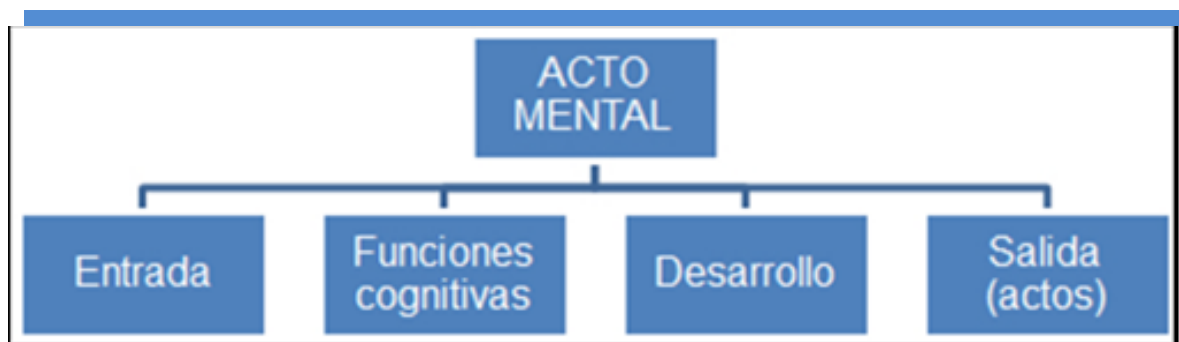 ACTO
MENTAL
Entrada
Funciones
cognitivas
Desarrollo
Salida
(actos)